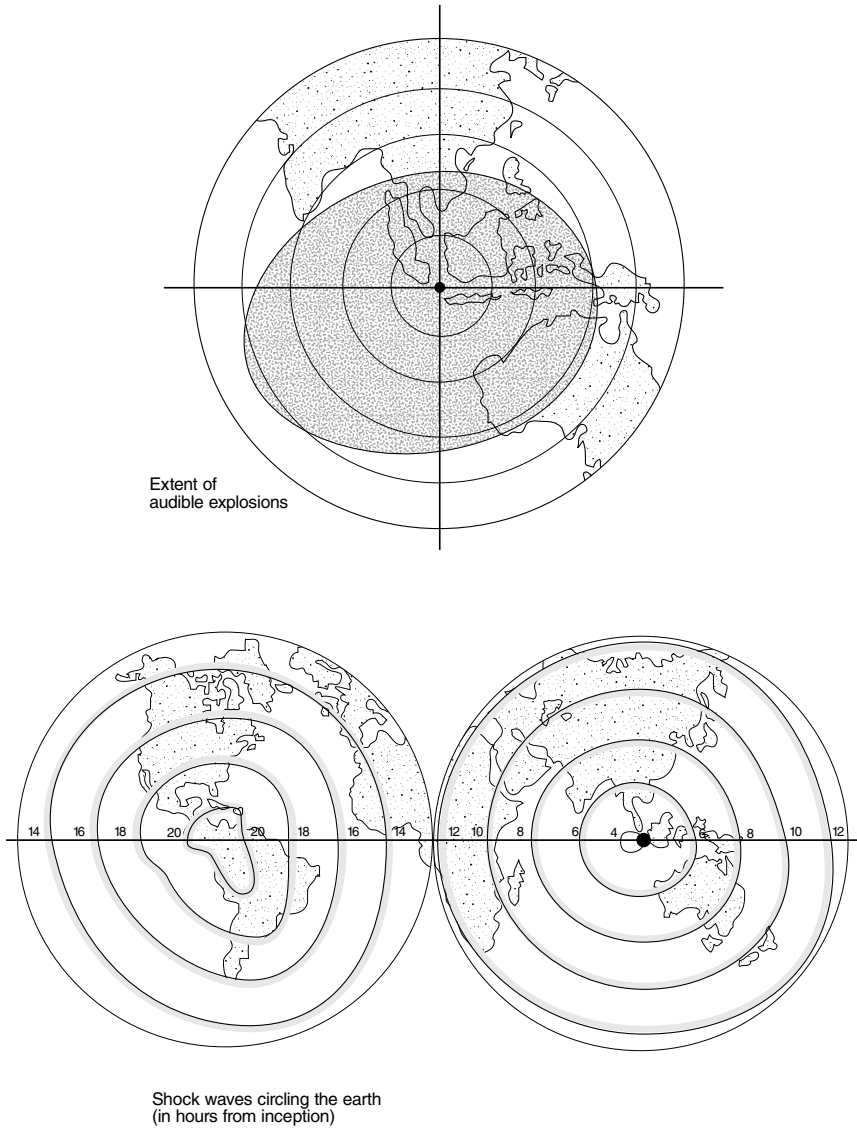 Extent of
audible explosions
14 16 18 20 20 18 16 14 12 10 8 6 4 6 8 10 12
Shock waves circling the earth
(in hours from inception)